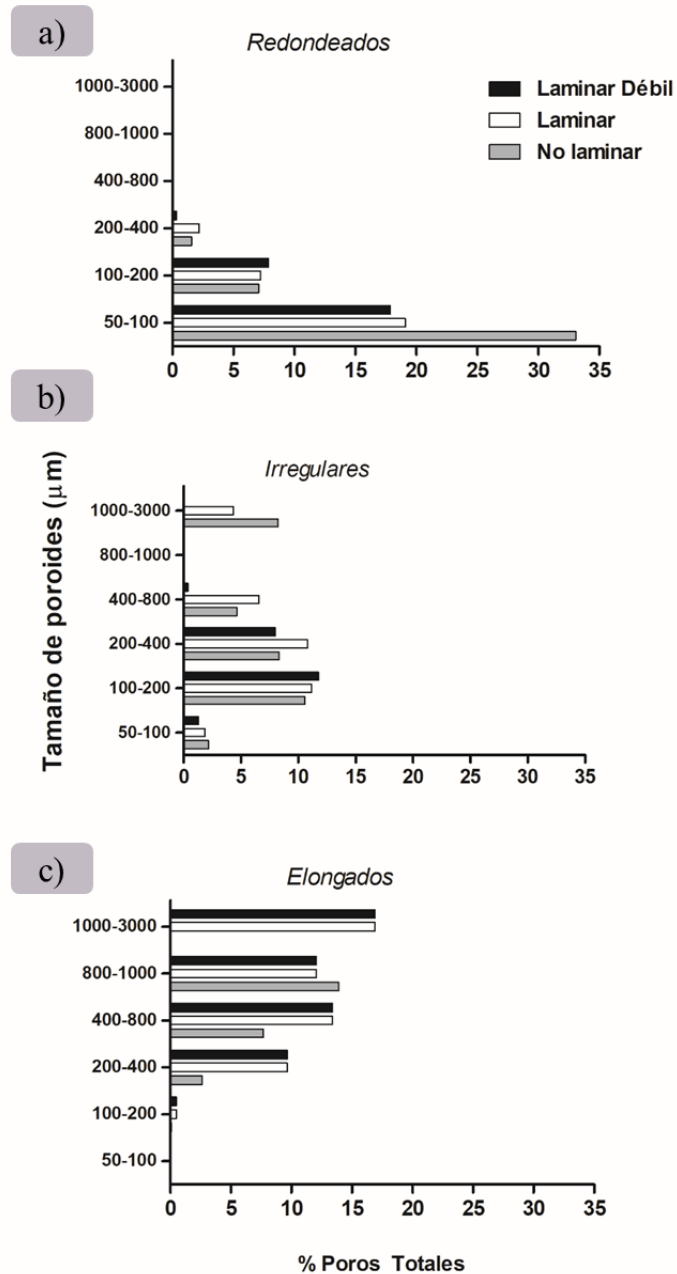 a)
Redondeados
Laminar Débil
Laminar
No laminar
1000-3000
800-1000
400-800
200-400
100-200
50-100
0 5 10 15 20 25 30 35
b)
Irregulares
Tamaño de poroides (μm)
1000-3000
800-1000
400-800
200-400
100-200
50-100
0 5 10 15 20 25 30 35
c)
Elongados
1000-3000
800-1000
400-800
200-400
100-200
50-100
0 5 10 15 20 25 30 35
% Poros Totales